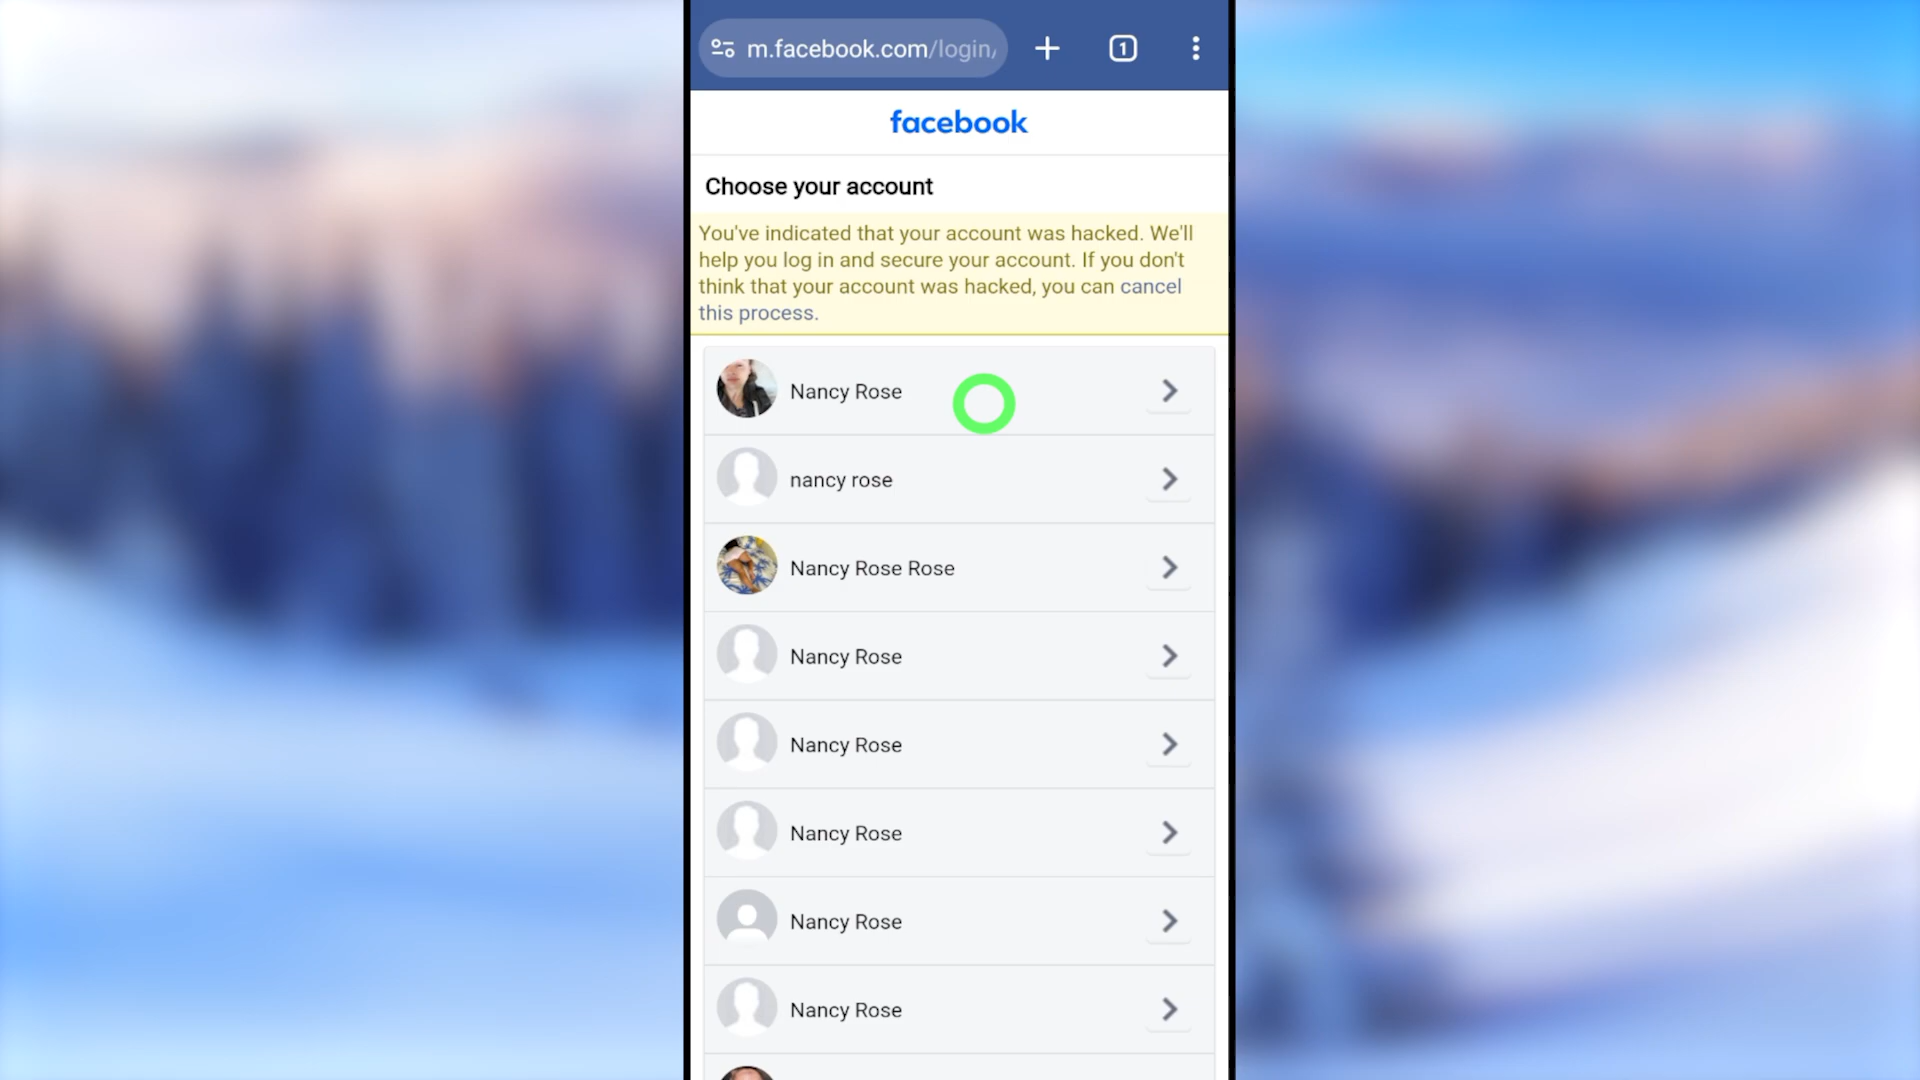 m.facebook.com/login/
1
facebook
Choose your account
You've indicated that your account was hacked. We'll
help you log in and secure your account. If you don't
think that your account was hacked, you can cancel
this process.
Nancy Rose
nancy rose
Nancy Rose Rose
Nancy Rose
Nancy Rose
Nancy Rose
Nancy Rose
Nancy Rose